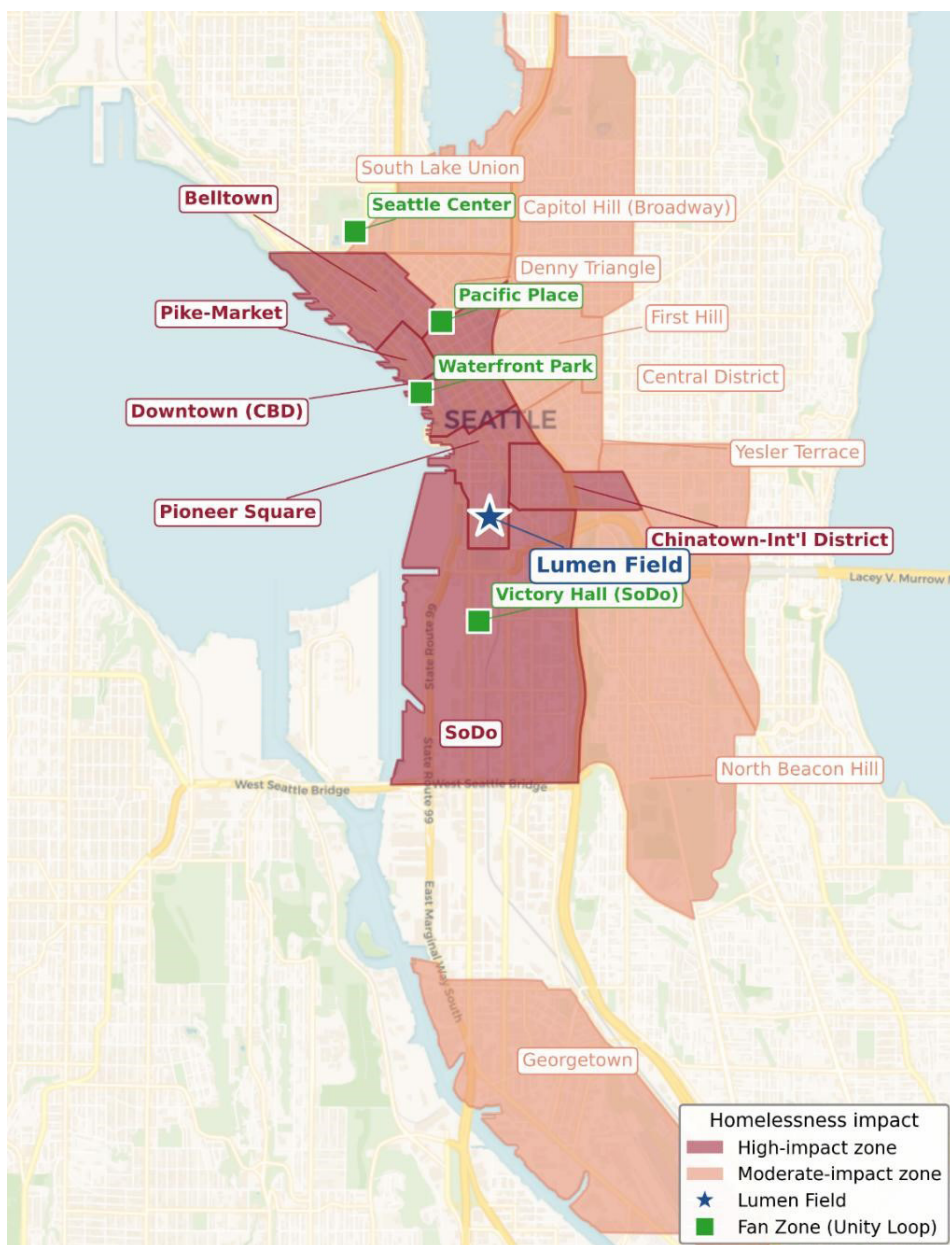 South Lake Union
Belltown
Seattle Center
Capitol Hill (Broadway)
Denny Triangle
Pacific Place
Pike-Market
First Hill
Waterfront Park
Central District
Downtown (CBD)
SEATTLE
Yesler Terrace
Pioneer Square
Chinatown-Int'l District
Lumen Field
Lacey V. Murrow
Victory Hall (SoDo)
State Route 99
SoDo
State Route 99
North Beacon Hill
West Seattle Bridge
West Seattle Bridge
East Marginal Way South
Georgetown
Homelessness impact
High-impact zone
Moderate-impact zone
Lumen Field
Fan Zone (Unity Loop)